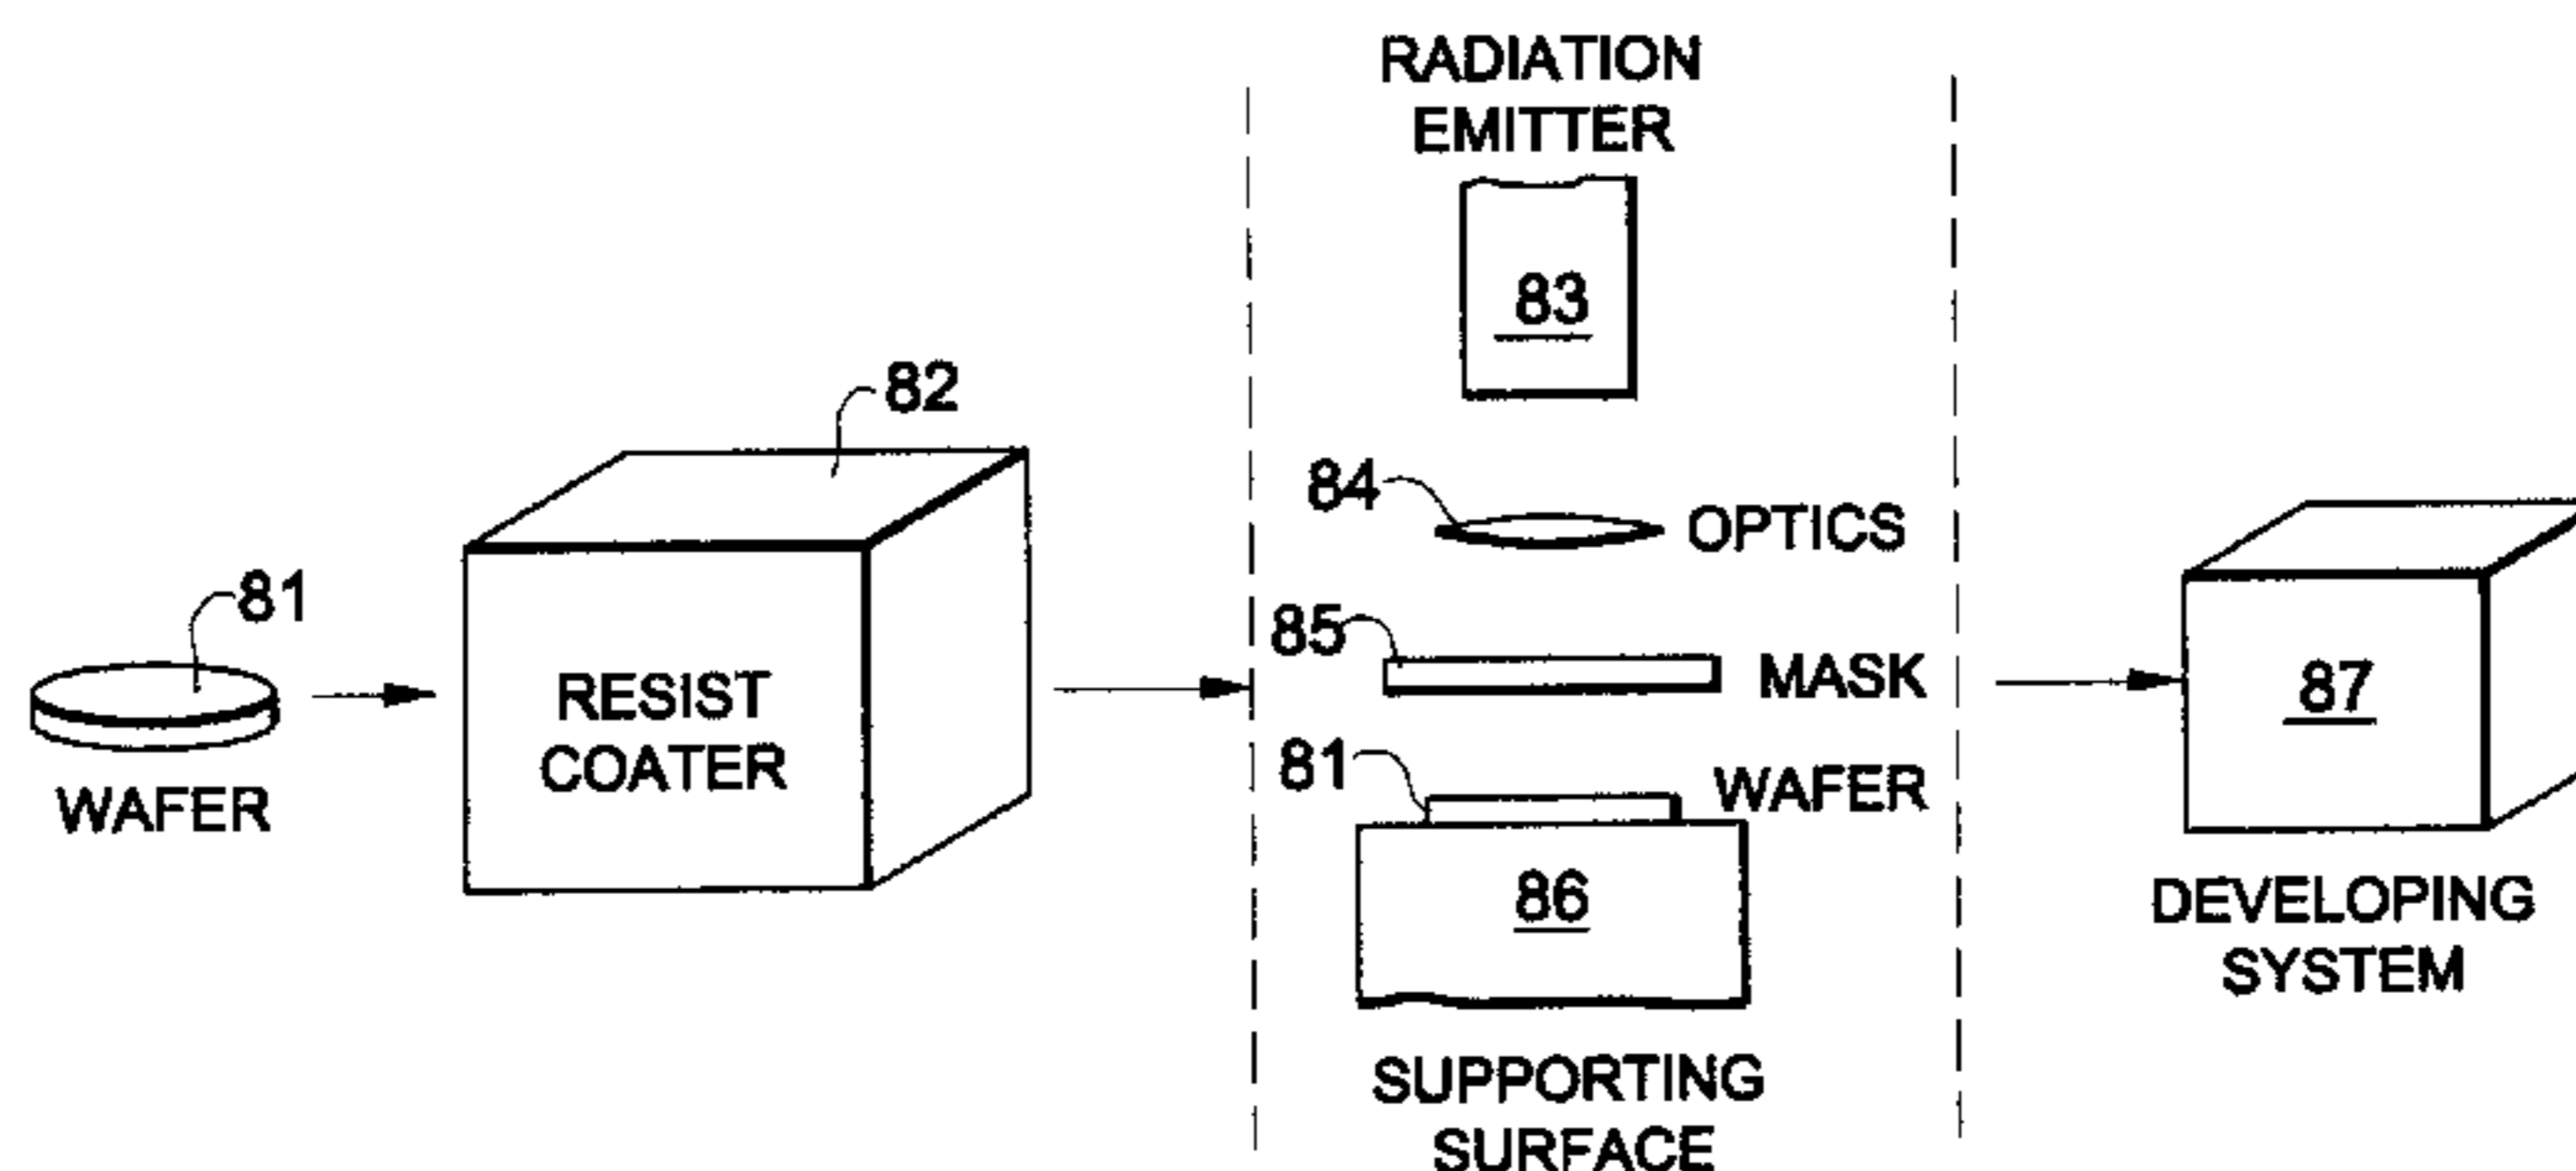 81
WAFER
82
RESIST
COATER
RADIATION
EMITTER
83
84
OPTICS
85
MASK
81
WAFER
86
SUPPORTING
SURFACE
87
DEVELOPING
SYSTEM